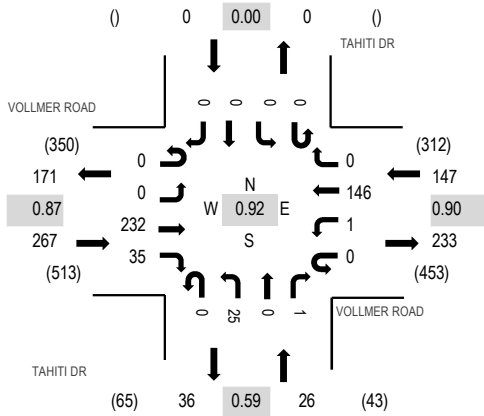 () 0 0.00 0 ()
TAHITI DR
VOLLMER ROAD
0 0 0 0
(350) (312)
171 0 0 147
0 N 146
0.87 W 0.92 E 0.90
232 S 1
267 35 0 233
(513) (453)
0 25 0 1
VOLLMER ROAD
TAHITI DR
(65) 36 0.59 26 (43)